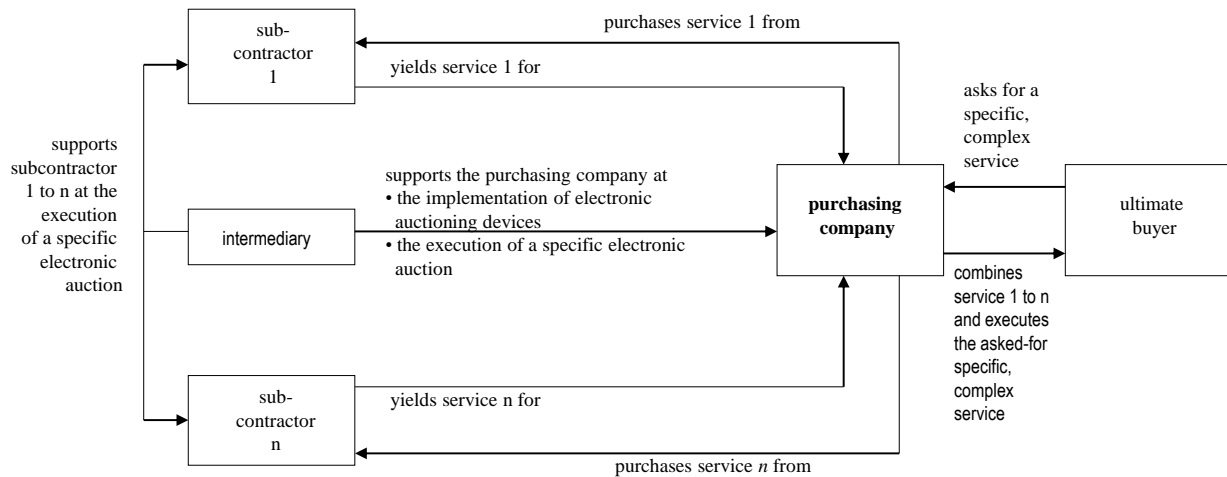 sub-
contractor
1
purchases service 1 from
yields service 1 for
asks for a
specific,
complex
service
supports
subcontractor
1 to n at the
execution
of a specific
electronic
auction
intermediary
supports the purchasing company at
• the implementation of electronic
auctioning devices
• the execution of a specific electronic
auction
purchasing
company
ultimate
buyer
combines
service 1 to n
and executes
the asked-for
specific,
complex
service
sub-
contractor
n
yields service n for
purchases service n from